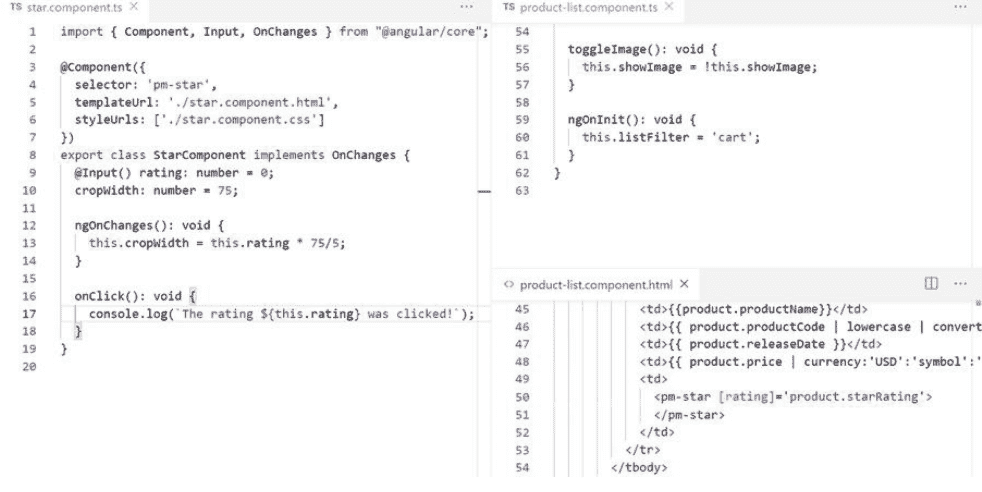 TS star.component.ts ×
1 import { Component, Input, OnChanges } from "@angular/core";
2
3 @Component({
4 selector: 'pm-star',
5 templateUrl: './star.component.html',
6 styleUrls: ['./star.component.css']
7 })
8 export class StarComponent implements OnChanges {
9 @Input() rating: number = 0;
10 cropWidth: number = 75;
11
12 ngOnChanges(): void {
13 this.cropWidth = this.rating * 75/5;
14 }
15
16 onClick(): void {
17 console.log(`The rating ${this.rating} was clicked!`);
18 }
19 }
20
TS product-list.component.ts ×
54
55 toggleImage(): void {
56 this.showImage = !this.showImage;
57 }
58
59 ngOnInit(): void {
60 this.listFilter = 'cart';
61 }
62 }
63
<> product-list.component.html ×
45 <td>{{product.productName}}</td>
46 <td>{{ product.productCode | lowercase | convert
47 <td>{{ product.releaseDate }}</td>
48 <td>{{ product.price | currency:'USD':'symbol':'
49 <td>
50 <pm-star [rating]='product.starRating'>
51 </pm-star>
52 </td>
53 </tr>
54 </tbody>